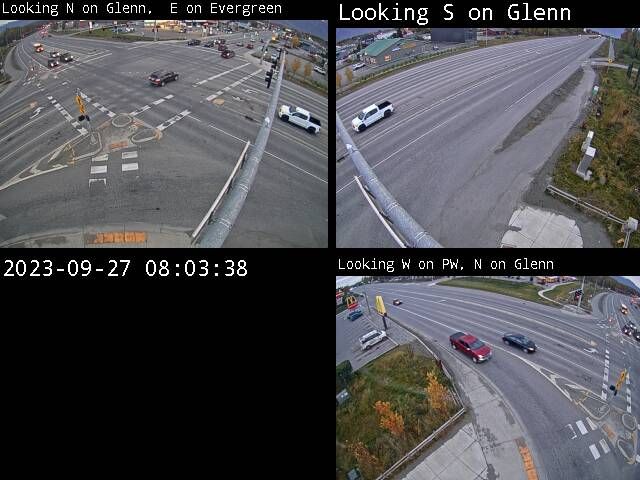 Looking N on Glenn,  E on Evergreen
Looking S on Glenn
2023-09-27 08:03:38
Looking W on PW, N on Glenn